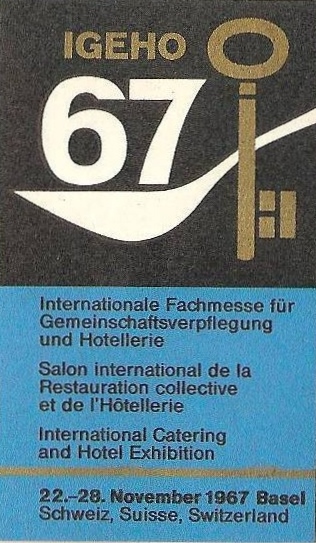 IGEHO
67
Internationale Fachmesse für
Gemeinschaftsverpflegung
und Hotellerie
Salon international de la
Restauration collective
et de l'Hôtellerie
International Catering
and Hotel Exhibition
22.–28. November 1967 Basel
Schweiz, Suisse, Switzerland